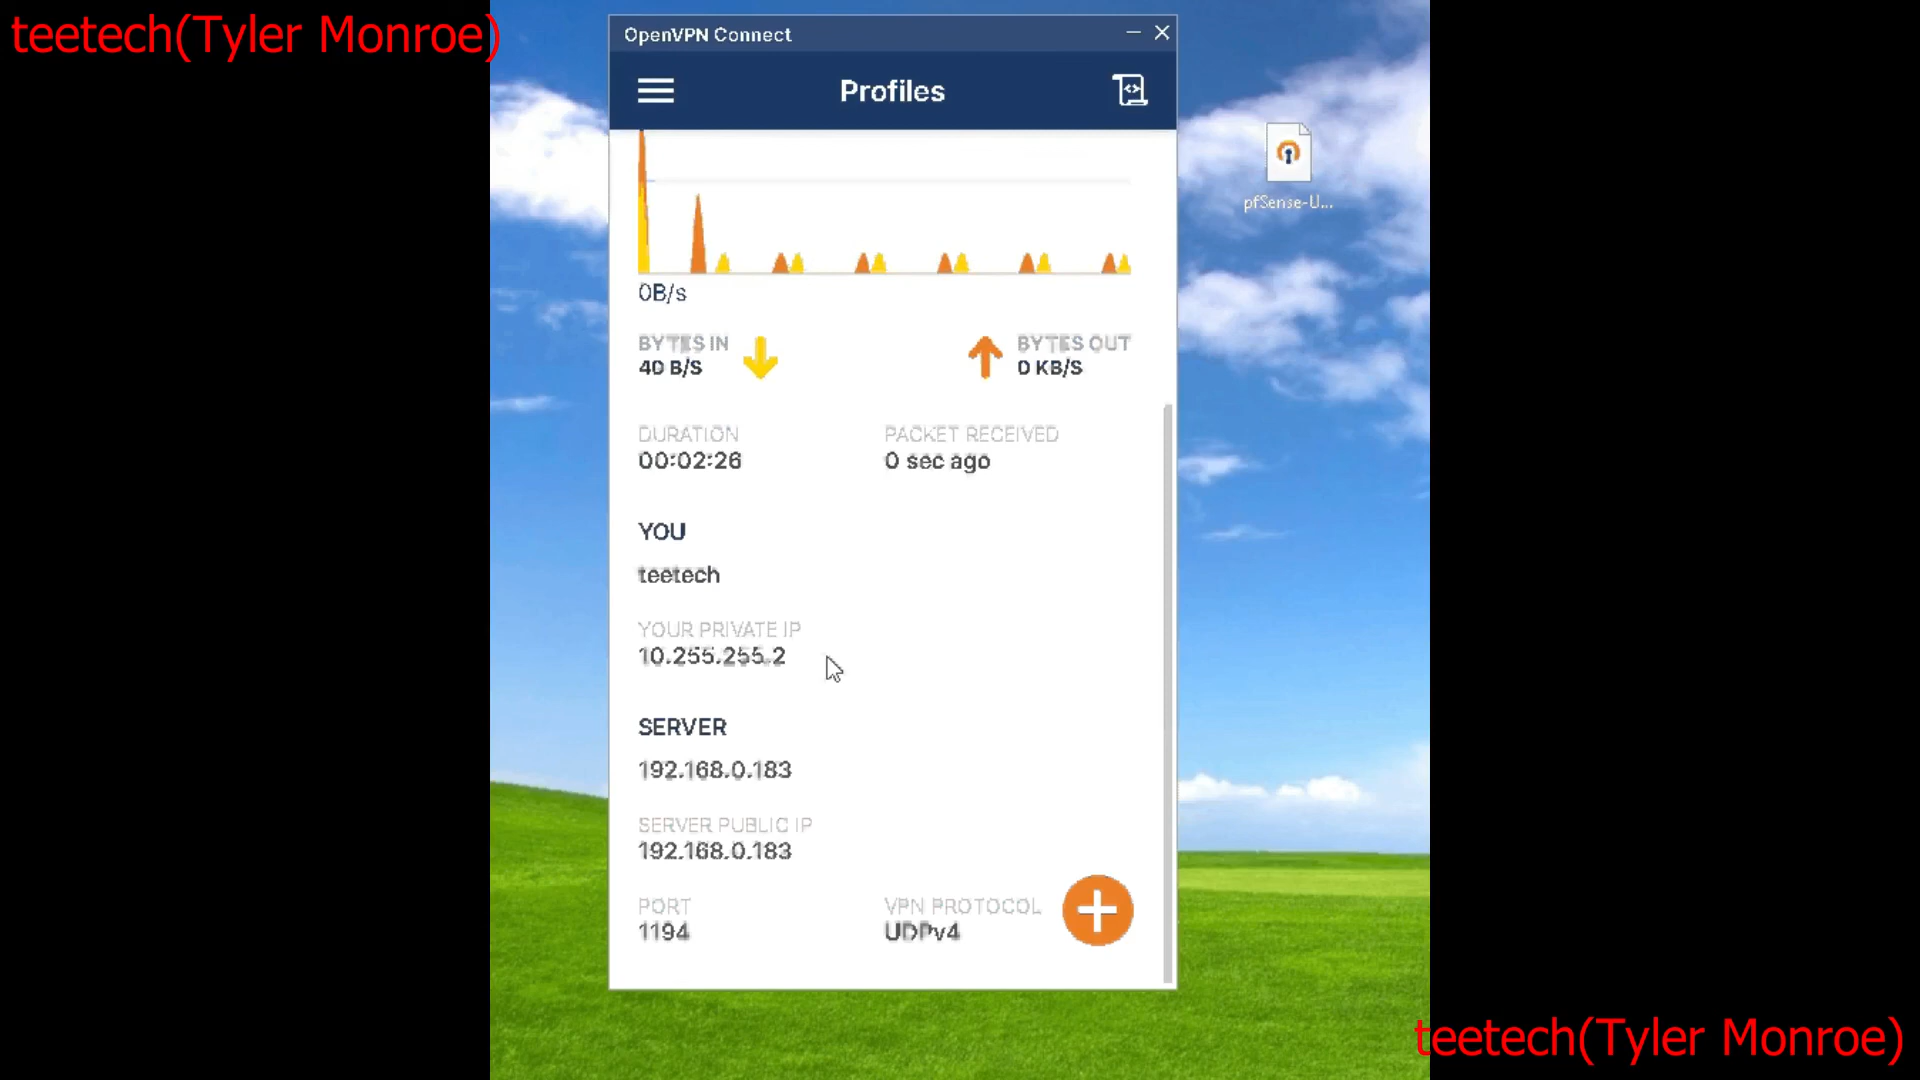 teetech(Tyler Monroe)
OpenVPN Connect
Profiles
pfSense-U...
0B/s
BYTES IN
40 B/S
BYTES OUT
0 KB/S
DURATION
00:02:26
PACKET RECEIVED
0 sec ago
YOU
teetech
YOUR PRIVATE IP
10.255.255.2
SERVER
192.168.0.183
SERVER PUBLIC IP
192.168.0.183
PORT
1194
VPN PROTOCOL
UDPv4
teetech(Tyler Monroe)